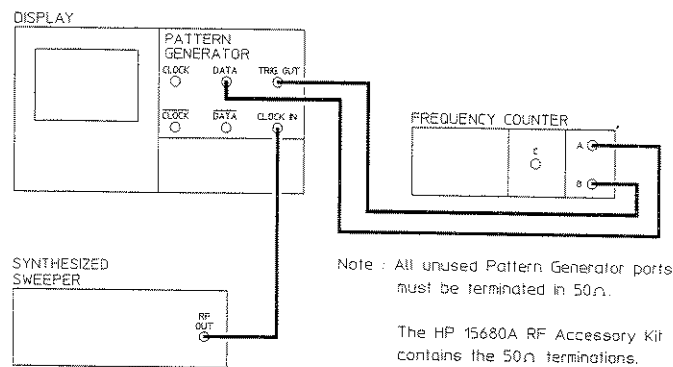 DISPLAY
PATTERN
GENERATOR
CLOCK DATA TRIG OUT
CLOCK DATA CLOCK IN
FREQUENCY COUNTER
A
C
B
SYNTHESIZED
SWEEPER
RF
OUT
Note : All unused Pattern Generator ports
must be terminated in 50Ω.
The HP 15680A RF Accessory Kit
contains the 50Ω terminations.